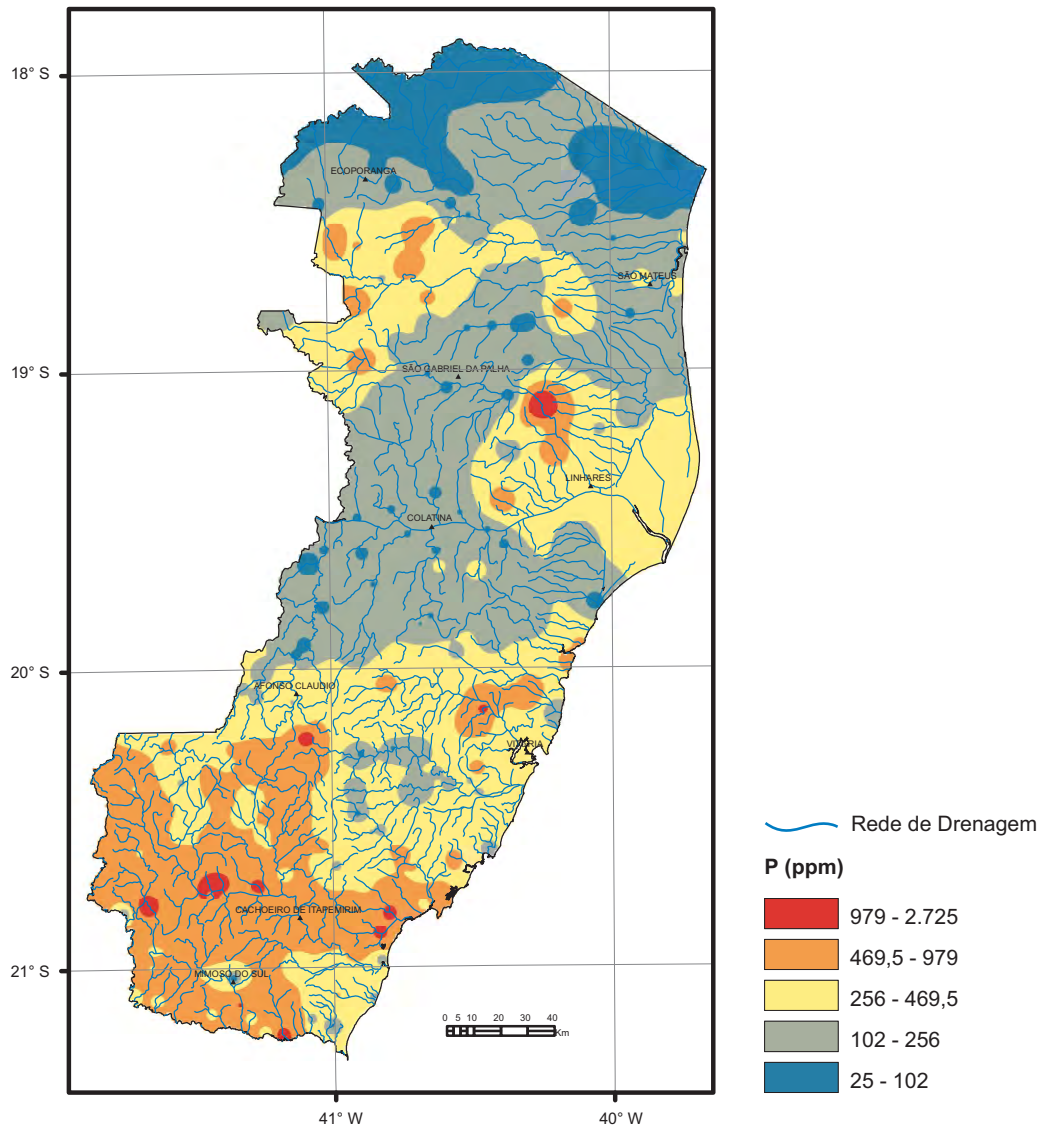 18° S
ECOPORANGA
SÃO MATEUS
19° S
SÃO GABRIEL DA PALHA
LINHARES
COLATINA
20° S
AFONSO CLAUDIO
VITÓRIA
CACHOEIRO DE ITAPEMIRIM
21° S
MIMOSO DO SUL
0 5 10 20 30 40
Km
41° W
40° W
Rede de Drenagem
P (ppm)
979 - 2.725
469,5 - 979
256 - 469,5
102 - 256
25 - 102